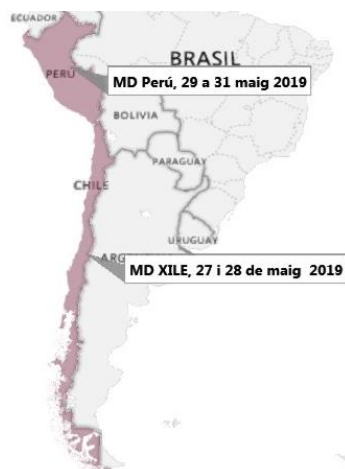 ECUADOR
BRASIL
PERÚ
MD Perú, 29 a 31 maig 2019
BOLIVIA
PARAGUAY
CHILE
URUGUAY
MD XILE, 27 i 28 de maig 2019